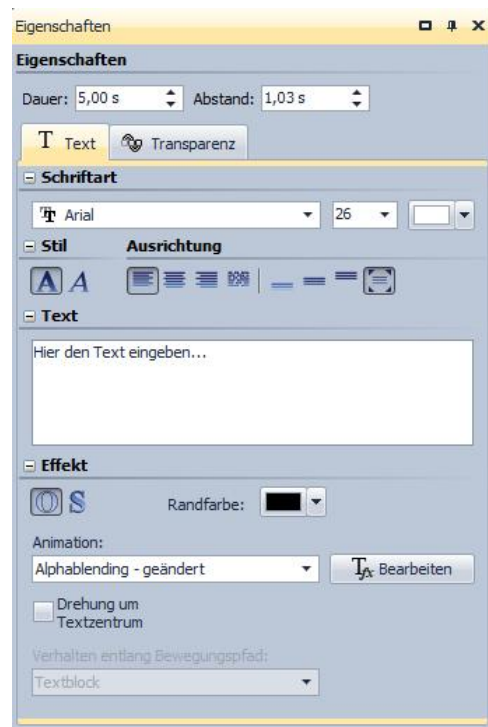 Eigenschaften
Eigenschaften
Dauer: 5,00 s Abstand: 1,03 s
T Text Transparenz
Schriftart
Arial 26
Stil Ausrichtung
A A
Text
Hier den Text eingeben...
Effekt
O S Randfarbe:
Animation:
Alphablending - geändert Tfx Bearbeiten
Drehung um
Textzentrum
Verhalten entlang Bewegungspfad:
Textblock